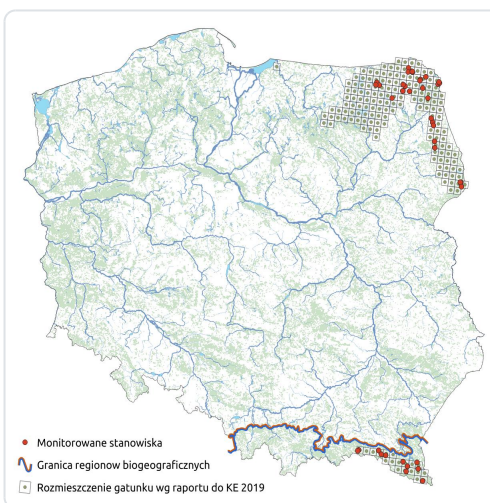 Monitorowane stanowiska
Granica regionow biogeograficznych
Rozmieszczenie gatunku wg raportu do KE 2019